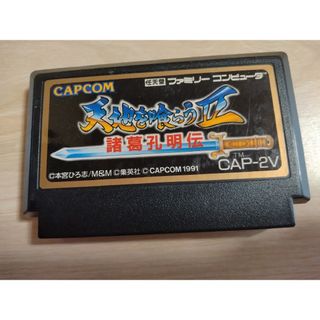 CAPCOM
任天堂 ファミリー コンピュータ
天地を喰らうII
諸葛孔明伝
CAP-2V
©本宮ひろ志/M&M ©集英社 ©CAPCOM 1991